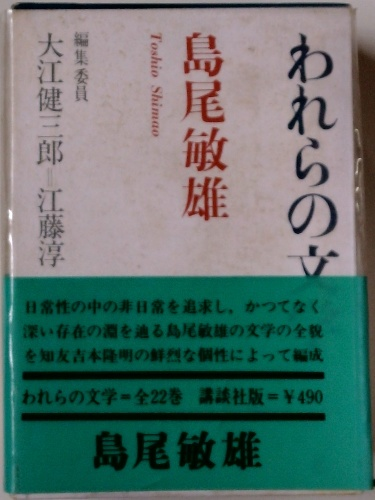 われらの文
島尾敏雄
Toshio Shimao
編集委員
大江健三郎=江藤淳
日常性の中の非日常を追求し，かつてなく
深い存在の淵を辿る島尾敏雄の文学の全貌
を知友吉本隆明の鮮烈な個性によって編成
われらの文学=全22巻 講談社版=¥490
島尾敏雄